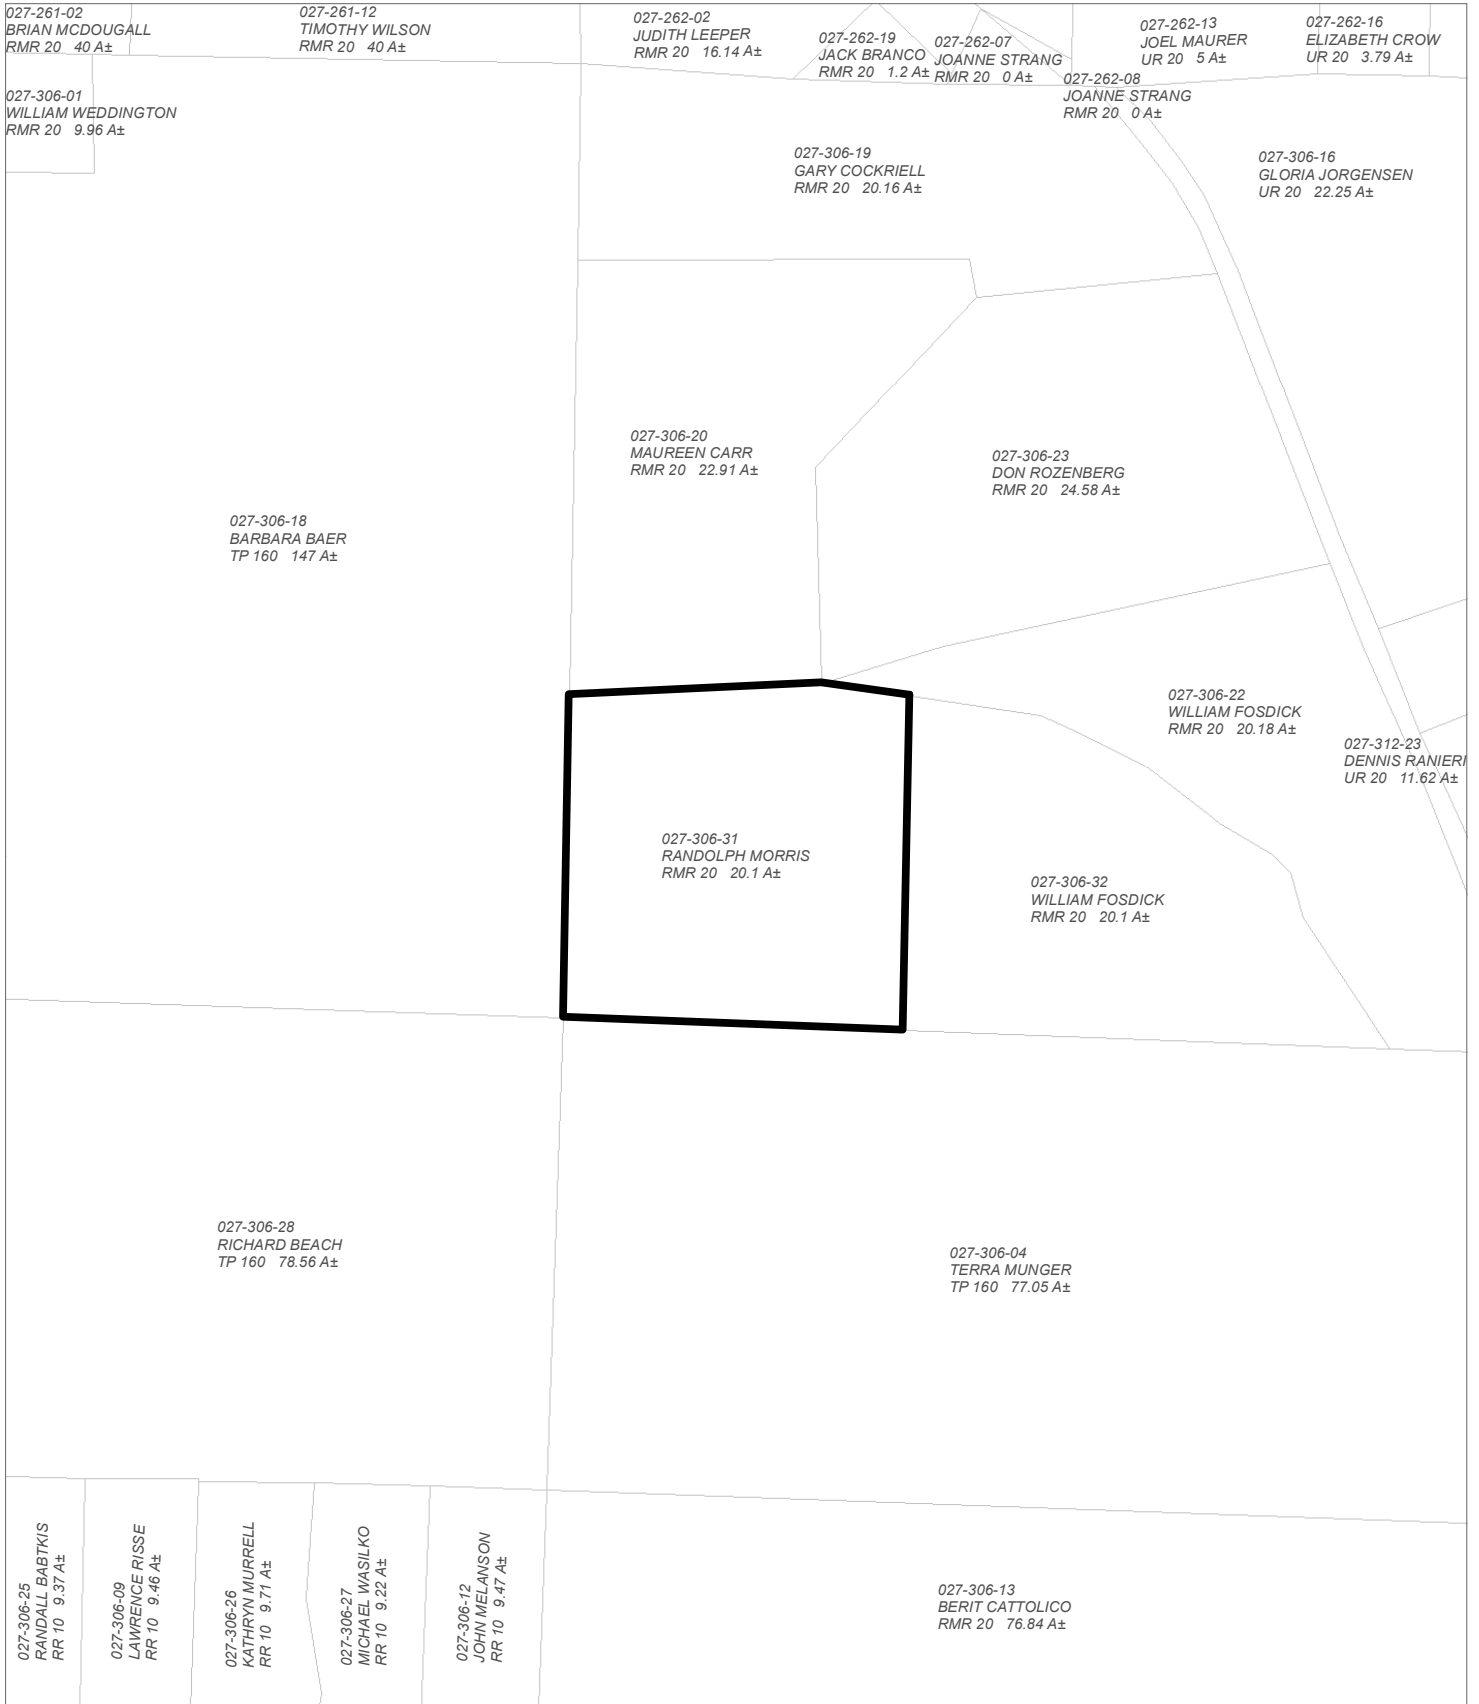 027-261-02
BRIAN MCDOUGALL
RMR 20 40 A±
027-261-12
TIMOTHY WILSON
RMR 20 40 A±
027-262-02
JUDITH LEEPER
RMR 20 16.14 A±
027-262-19
JACK BRANCO
RMR 20 1.2 A±
027-262-07
JOANNE STRANG
RMR 20 0 A±
027-262-13
JOEL MAURER
UR 20 5 A±
027-262-16
ELIZABETH CROW
UR 20 3.79 A±
027-262-08
JOANNE STRANG
RMR 20 0 A±
027-306-01
WILLIAM WEDDINGTON
RMR 20 9.96 A±
027-306-19
GARY COCKRIELL
RMR 20 20.16 A±
027-306-16
GLORIA JORGENSEN
UR 20 22.25 A±
027-306-20
MAUREEN CARR
RMR 20 22.91 A±
027-306-23
DON ROZENBERG
RMR 20 24.58 A±
027-306-18
BARBARA BAER
TP 160 147 A±
027-306-22
WILLIAM FOSDICK
RMR 20 20.18 A±
027-312-23
DENNIS RANIERI
UR 20 11.62 A±
027-306-31
RANDOLPH MORRIS
RMR 20 20.1 A±
027-306-32
WILLIAM FOSDICK
RMR 20 20.1 A±
027-306-28
RICHARD BEACH
TP 160 78.56 A±
027-306-04
TERRA MUNGER
TP 160 77.05 A±
027-306-25
RANDALL BABTKIS
RR 10 9.37 A±
027-306-09
LAWRENCE RISSE
RR 10 9.46 A±
027-306-26
KATHRYN MURRELL
RR 10 9.71 A±
027-306-27
MICHAEL WASILKO
RR 10 9.22 A±
027-306-12
JOHN MELANSON
RR 10 9.47 A±
027-306-13
BERIT CATTOLICO
RMR 20 76.84 A±